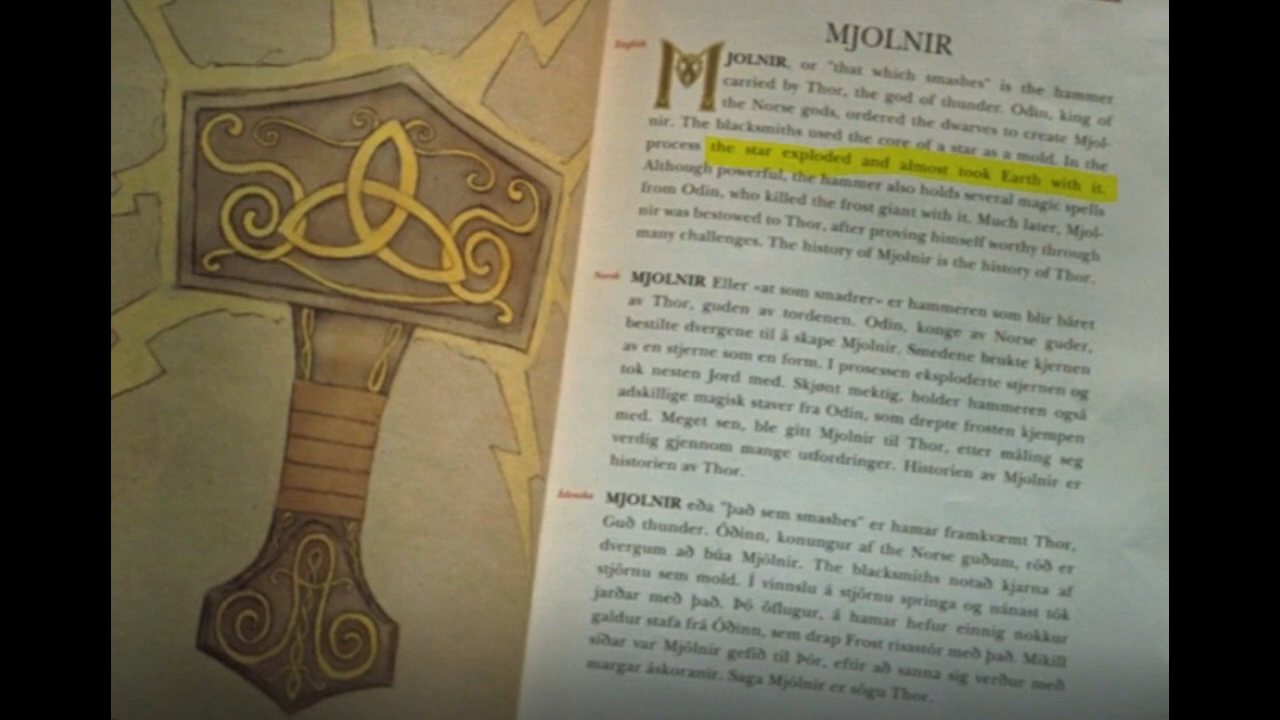 MJOLNIR
English
MJOLNIR, or "that which smashes" is the hammer
carried by Thor, the god of thunder. Odin, king of
the Norse gods, ordered the dwarves to create Mjol-
nir. The blacksmiths used the core of a star as a mold. In the
process the star exploded and almost took Earth with it.
Although powerful, the hammer also holds several magic spells
from Odin, who killed the frost giant with it. Much later, Mjol-
nir was bestowed to Thor, after proving himself worthy through
many challenges. The history of Mjolnir is the history of Thor.
Norsk
MJOLNIR Eller «at som smadrer» er hammeren som blir båret
av Thor, guden av tordenen. Odin, konge av Norse guder,
bestilte dvergene til å skape Mjolnir. Smedene brukte kjernen
av en stjerne som en form. I prosessen eksploderte stjernen og
tok nesten Jord med. Skjønt mektig, holder hammeren også
adskillige magisk staver fra Odin, som drepte frosten kjempen
med. Meget sen, ble gitt Mjolnir til Thor, etter måling seg
verdig gjennom mange utfordringer. Historien av Mjolnir er
historien av Thor.
MJOLNIR eða "það sem smashes" er hamar framkvæmt Thor,
Guð thunder. Óðinn, konungur af the Norse guðum, röð er
dvergum að búa Mjölnir. The blacksmiths notað kjarna af
stjörnu sem mold. Í vinnslu á stjörnu springa og nánast tók
jarðar með það. Þó öflugur, á hamar hefur einnig nokkur
galdur stafa frá Óðinn, sem drap Frost risastór með það. Mikill
síðar var Mjölnir gefið til Þór, eftir að sanna sig verður með
margar áskoranir. Saga Mjölnir er sögu Thor.